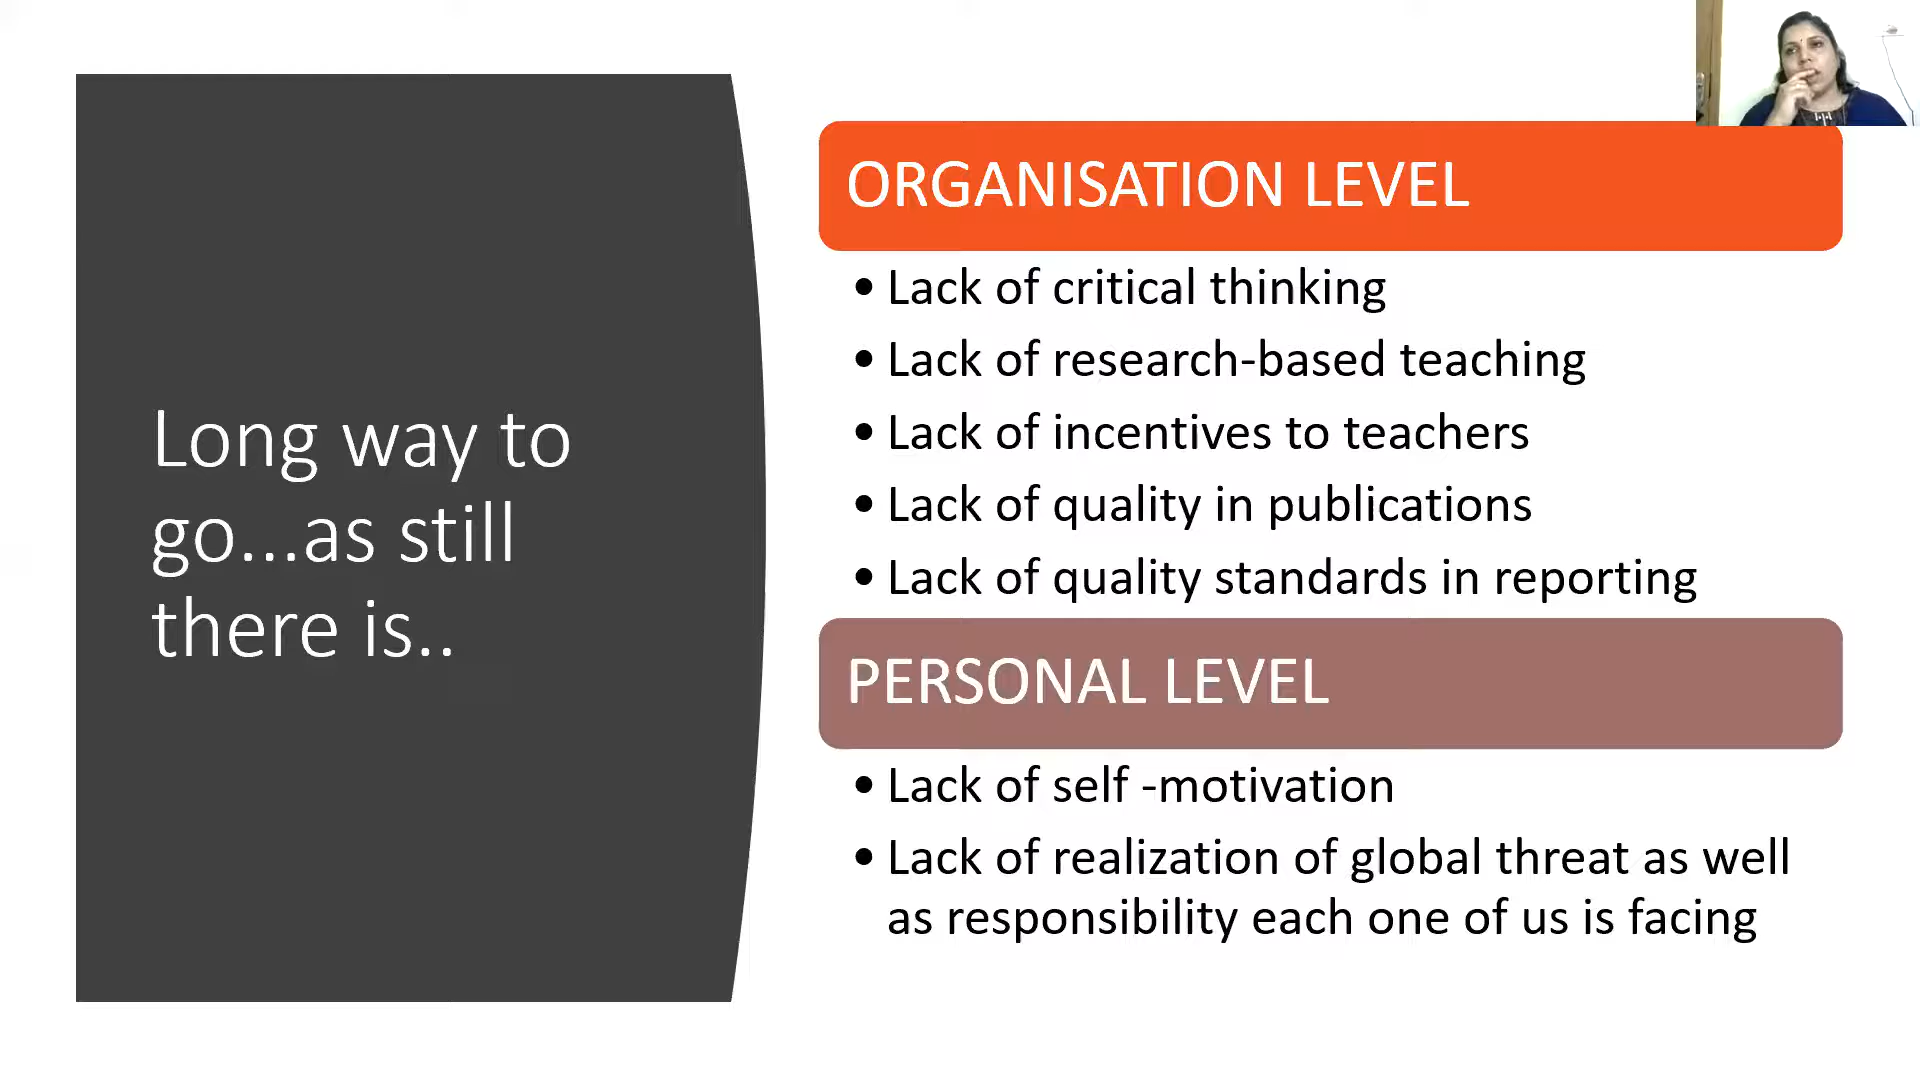 Long way to
go...as still
there is..
ORGANISATION LEVEL
• Lack of critical thinking
• Lack of research-based teaching
• Lack of incentives to teachers
• Lack of quality in publications
• Lack of quality standards in reporting
PERSONAL LEVEL
• Lack of self -motivation
• Lack of realization of global threat as well
as responsibility each one of us is facing